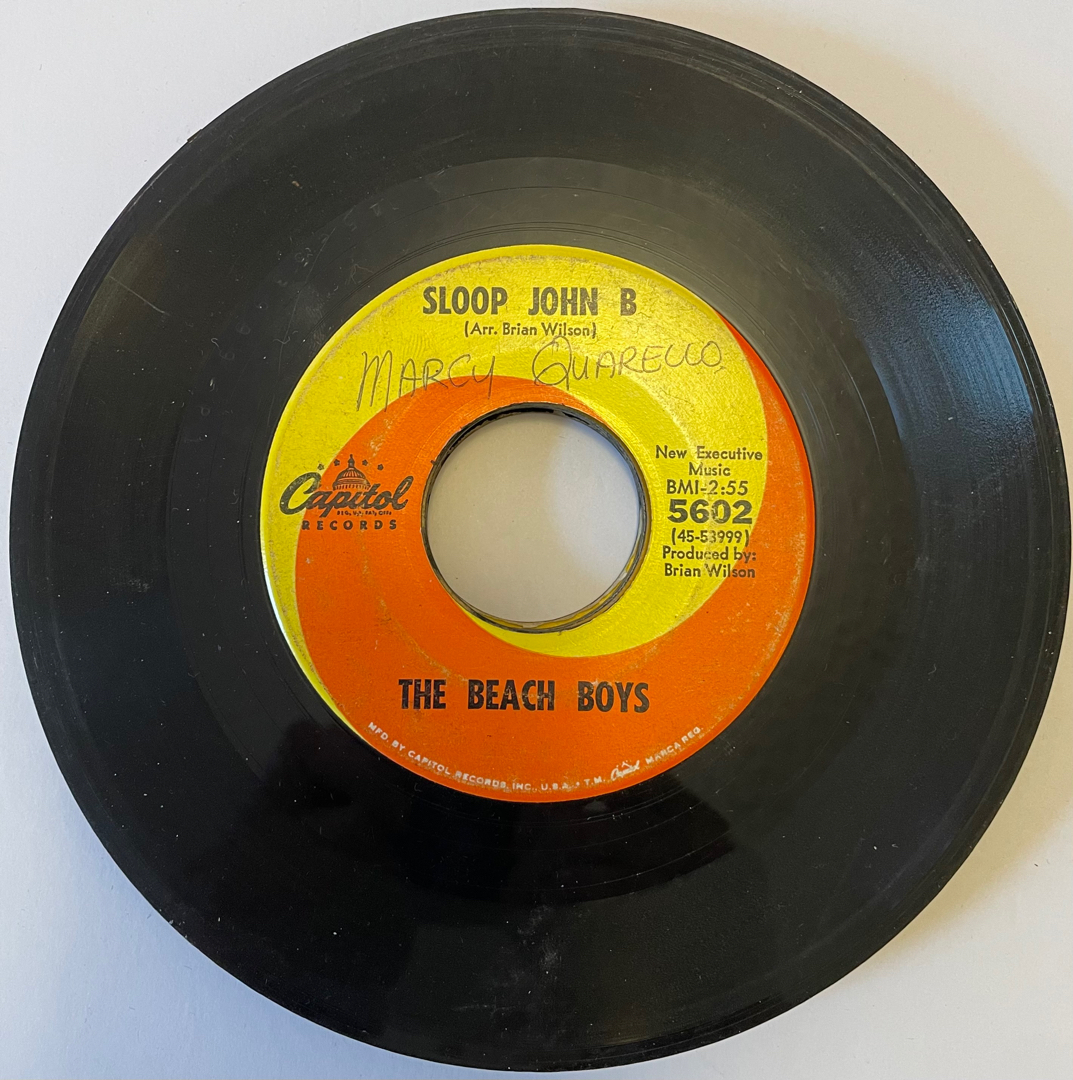 SLOOP JOHN B
(Arr. Brian Wilson)
MARCY QUARELLO
Capitol
RECORDS
New Executive
Music
BMI-2:55
5602
(45-53999)
Produced by:
Brian Wilson
THE BEACH BOYS
MFD. BY CAPITOL RECORDS, INC. U.S.A. • T.M. Capitol MARCA REG.